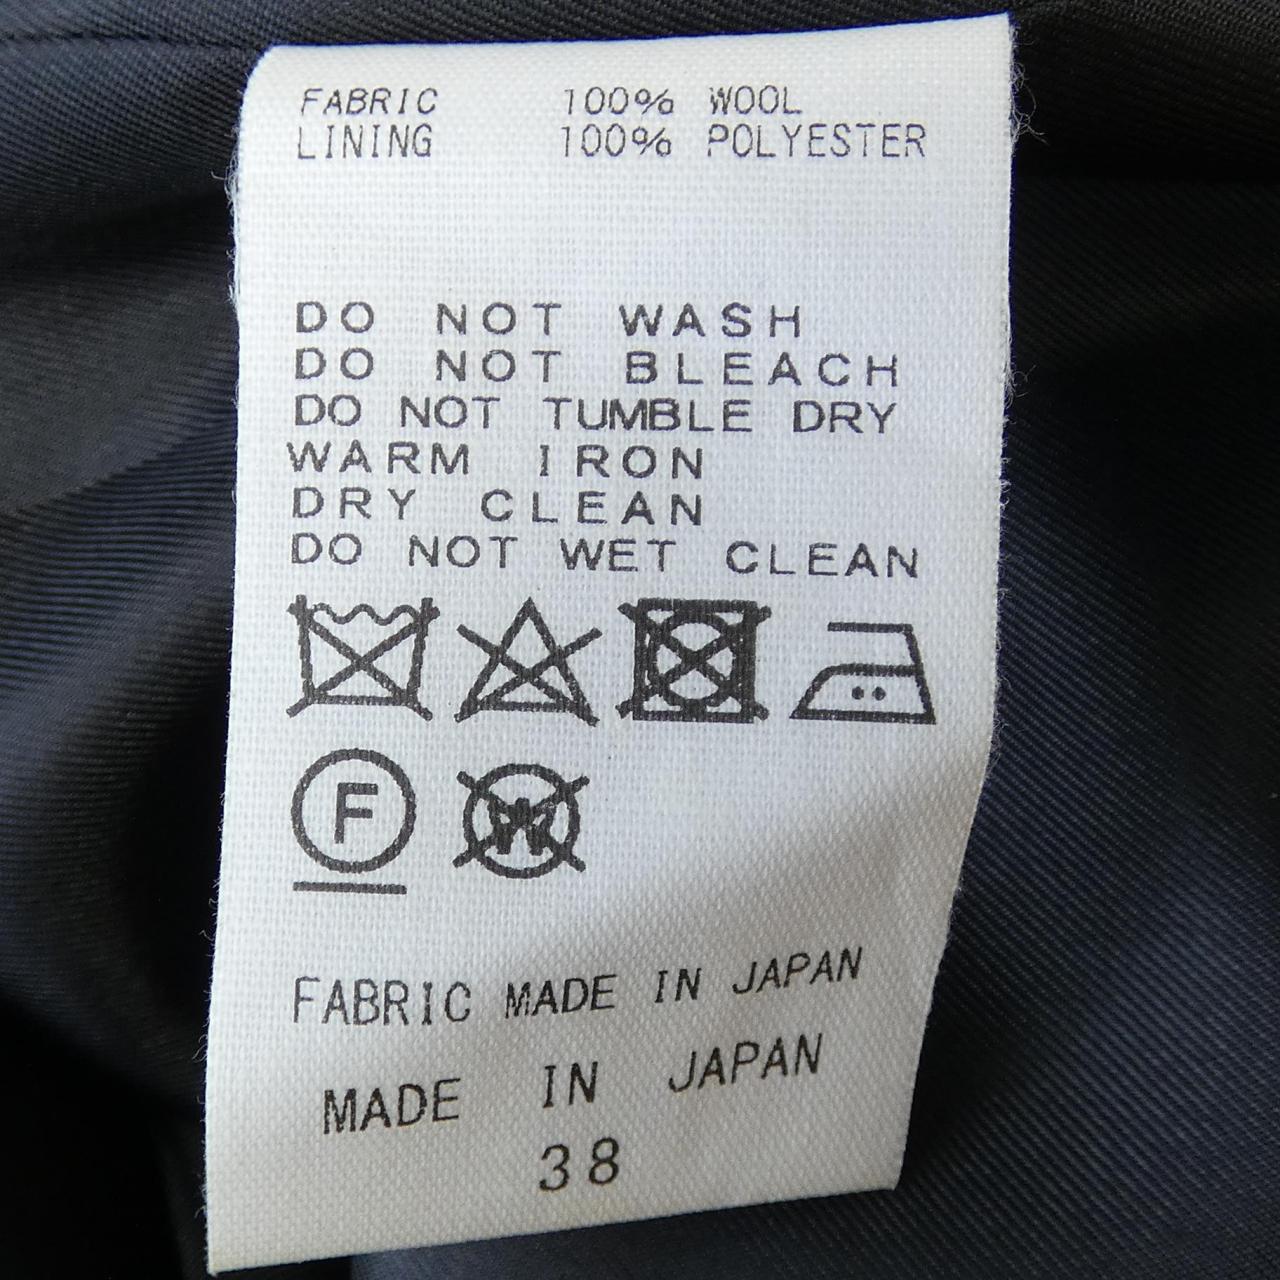 FABRIC 100% WOOL
LINING 100% POLYESTER
DO NOT WASH
DO NOT BLEACH
DO NOT TUMBLE DRY
WARM IRON
DRY CLEAN
DO NOT WET CLEAN
F W
FABRIC MADE IN JAPAN
MADE IN JAPAN
38